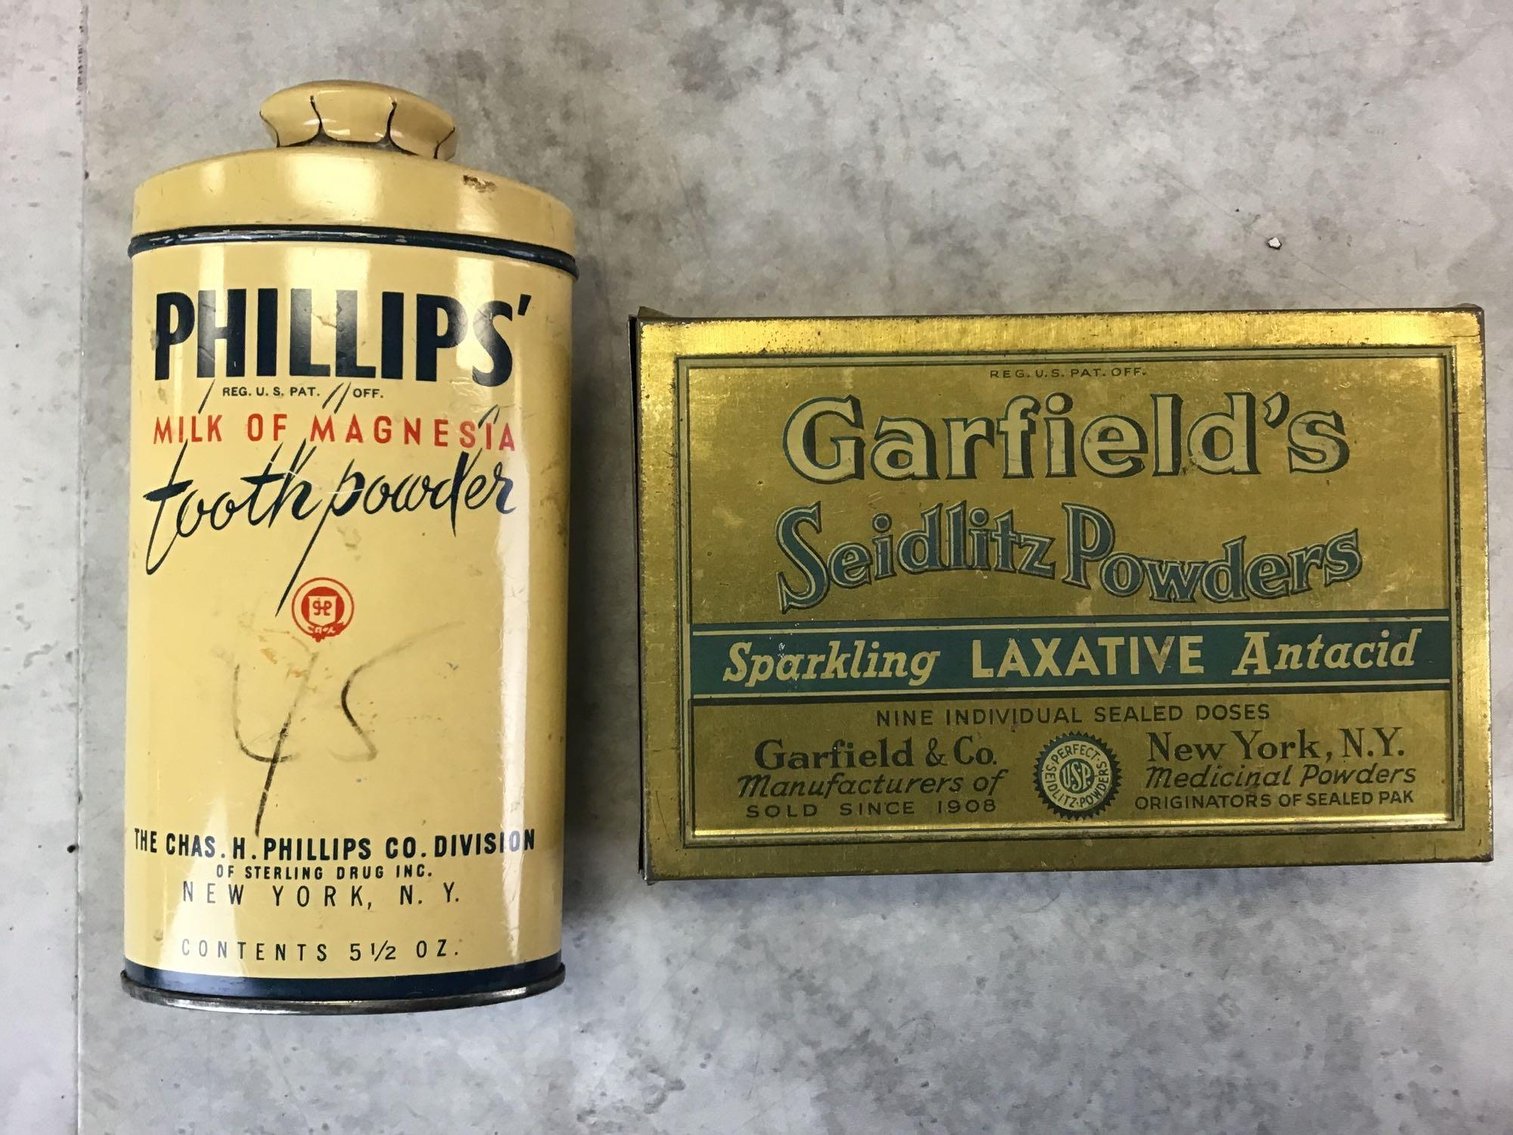 PHILLIPS'
REG. U. S. PAT. OFF.
MILK OF MAGNESIA
tooth powder
45
THE CHAS. H. PHILLIPS CO. DIVISION
OF STERLING DRUG INC.
NEW YORK, N. Y.
CONTENTS 5 1/2 OZ.
REG. U.S. PAT. OFF.
Garfield's
Seidlitz Powders
Sparkling LAXATIVE Antacid
NINE INDIVIDUAL SEALED DOSES
Garfield & Co.
Manufacturers of
SOLD SINCE 1908
PERFECT
SEIDLITZ POWDERS
U.S.P.
New York, N.Y.
Medicinal Powders
ORIGINATORS OF SEALED PAK